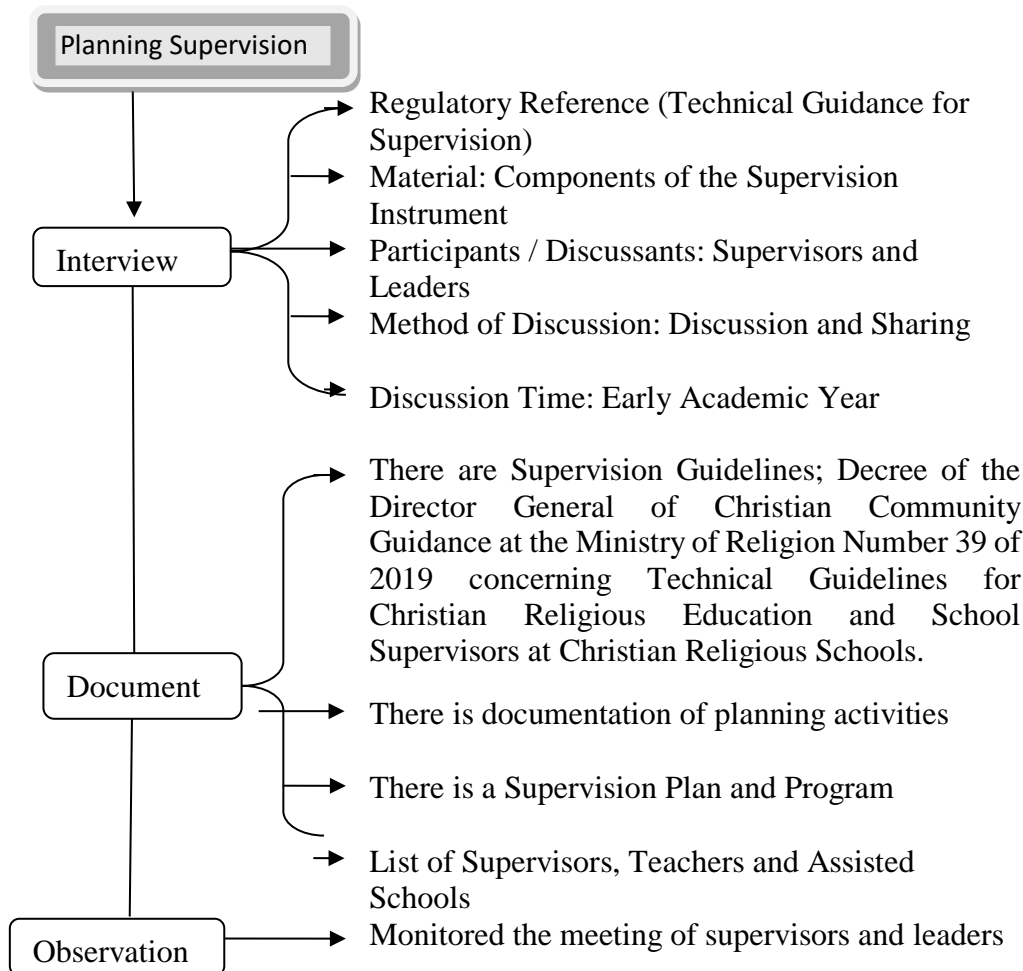 Planning Supervision
Regulatory Reference (Technical Guidance for
Supervision)
Material: Components of the Supervision
Instrument
Interview
Participants / Discussants: Supervisors and
Leaders
Method of Discussion: Discussion and Sharing
Discussion Time: Early Academic Year
There are Supervision Guidelines; Decree of the
Director General of Christian Community
Guidance at the Ministry of Religion Number 39 of
2019 concerning Technical Guidelines for
Christian Religious Education and School
Supervisors at Christian Religious Schools.
Document
There is documentation of planning activities
There is a Supervision Plan and Program
List of Supervisors, Teachers and Assisted
Schools
Observation
Monitored the meeting of supervisors and leaders